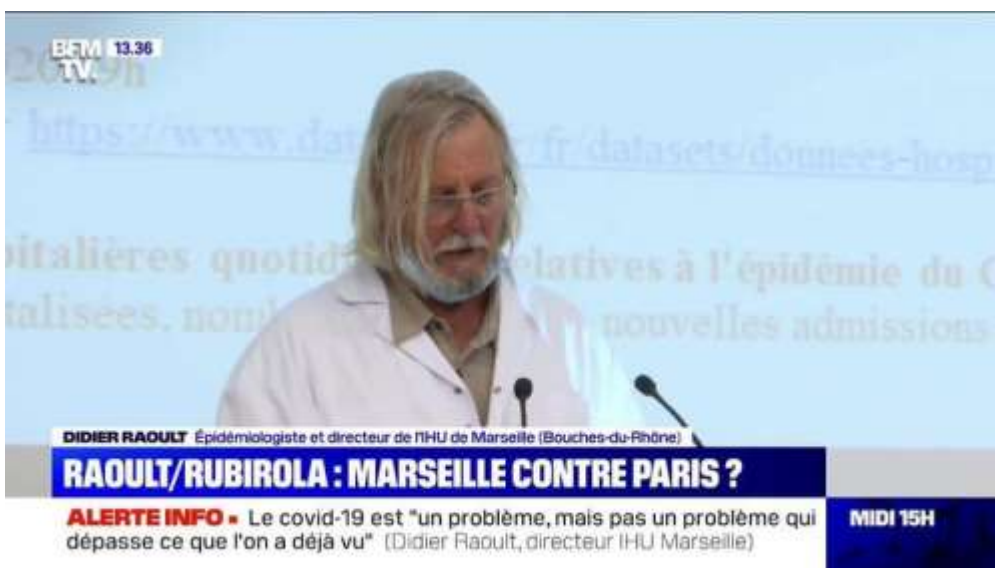 BFM 13.36
TV.
https://www.dat fr/datasets/donnees-hosp
pitalières quotid elatives à l'épidémie du C
talisées, nom nouvelles admissions
DIDIER RAOULT Épidémiologiste et directeur de l'IHU de Marseille (Bouches-du-Rhône)
RAOULT/RUBIROLA : MARSEILLE CONTRE PARIS ?
ALERTE INFO Le covid-19 est "un problème, mais pas un problème qui
dépasse ce que l'on a déjà vu" (Didier Raoult, directeur IHU Marseille)
MIDI 15H